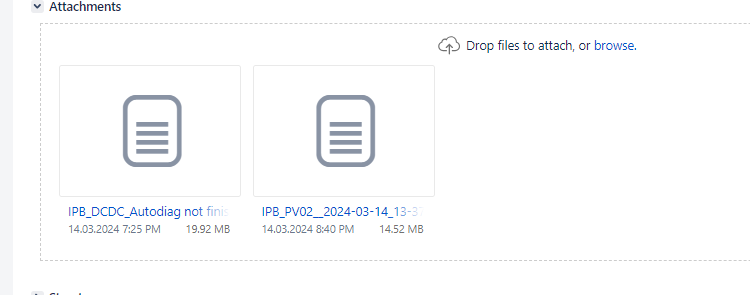 Attachments
Drop files to attach, or browse.
IPB_DCDC_Autodiag not finis
IPB_PV02__2024-03-14_13-3
14.03.2024 7:25 PM 19.92 MB
14.03.2024 8:40 PM 14.52 MB